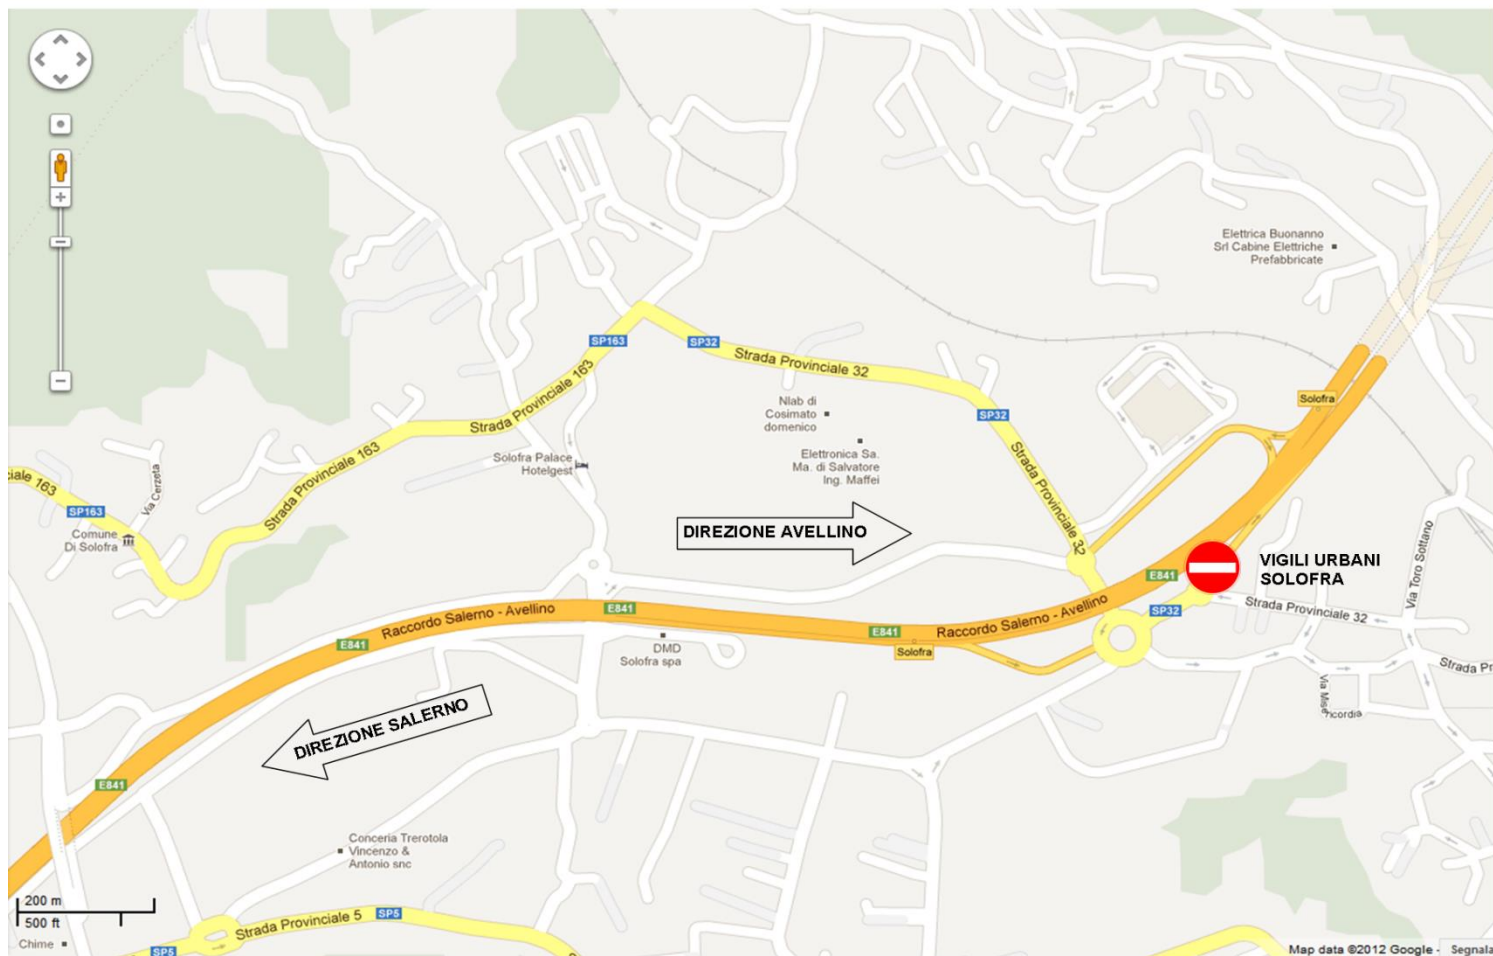 Elettrica Buonanno
Srl Cabine Elettriche
Prefabbricate
SP163
SP32
Strada Provinciale 32
Strada Provinciale 163
Solofra
Nlab di
Cosimato
domenico
SP32
Elettronica Sa.
Ma. di Salvatore
Ing. Maffei
Solofra Palace
Hotelgest
Strada Provinciale 163
Strada Provinciale 32
ciale 163
Via Cerzeta
SP163
Comune
Di Solofra
DIREZIONE AVELLINO
VIGILI URBANI
SOLOFRA
Via Toro Sottano
E841
E841
SP32
Strada Provinciale 32
Raccordo Salerno - Avellino
Raccordo Salerno - Avellino
E841
E841
Solofra
DMD
Solofra spa
Strada Pr
Via Mise
ricordia
DIREZIONE SALERNO
E841
Conceria Trerotola
Vincenzo &
Antonio snc
200 m
500 ft
Strada Provinciale 5
SP5
SP5
Chime
Map data ©2012 Google -
Segnala